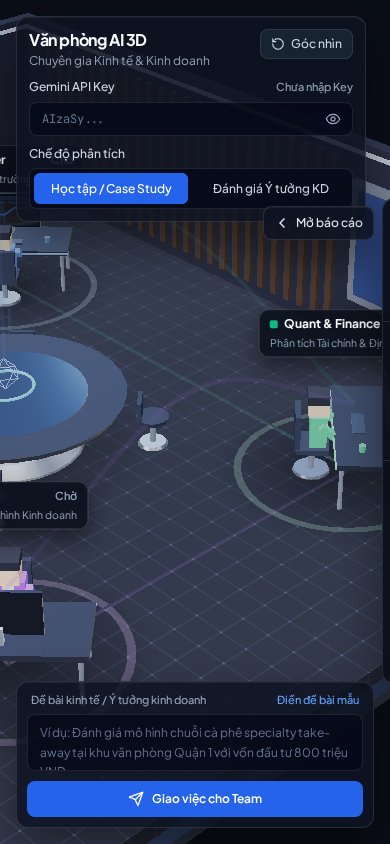 Văn phòng AI 3D
Góc nhìn
Chuyên gia Kinh tế & Kinh doanh
Gemini API Key
Chưa nhập Key
AIzaSy...
Chế độ phân tích
Học tập / Case Study
Đánh giá Ý tưởng KD
Mở báo cáo
Quant & Finance
Phân tích Tài chính &
Chờ
hình Kinh doanh
Đề bài kinh tế / Ý tưởng kinh doanh
Điền đề bài mẫu
Ví dụ: Đánh giá mô hình chuỗi cà phê specialty take-
away tại khu văn phòng Quận 1 với vốn đầu tư 800 triệu
VND
Giao việc cho Team